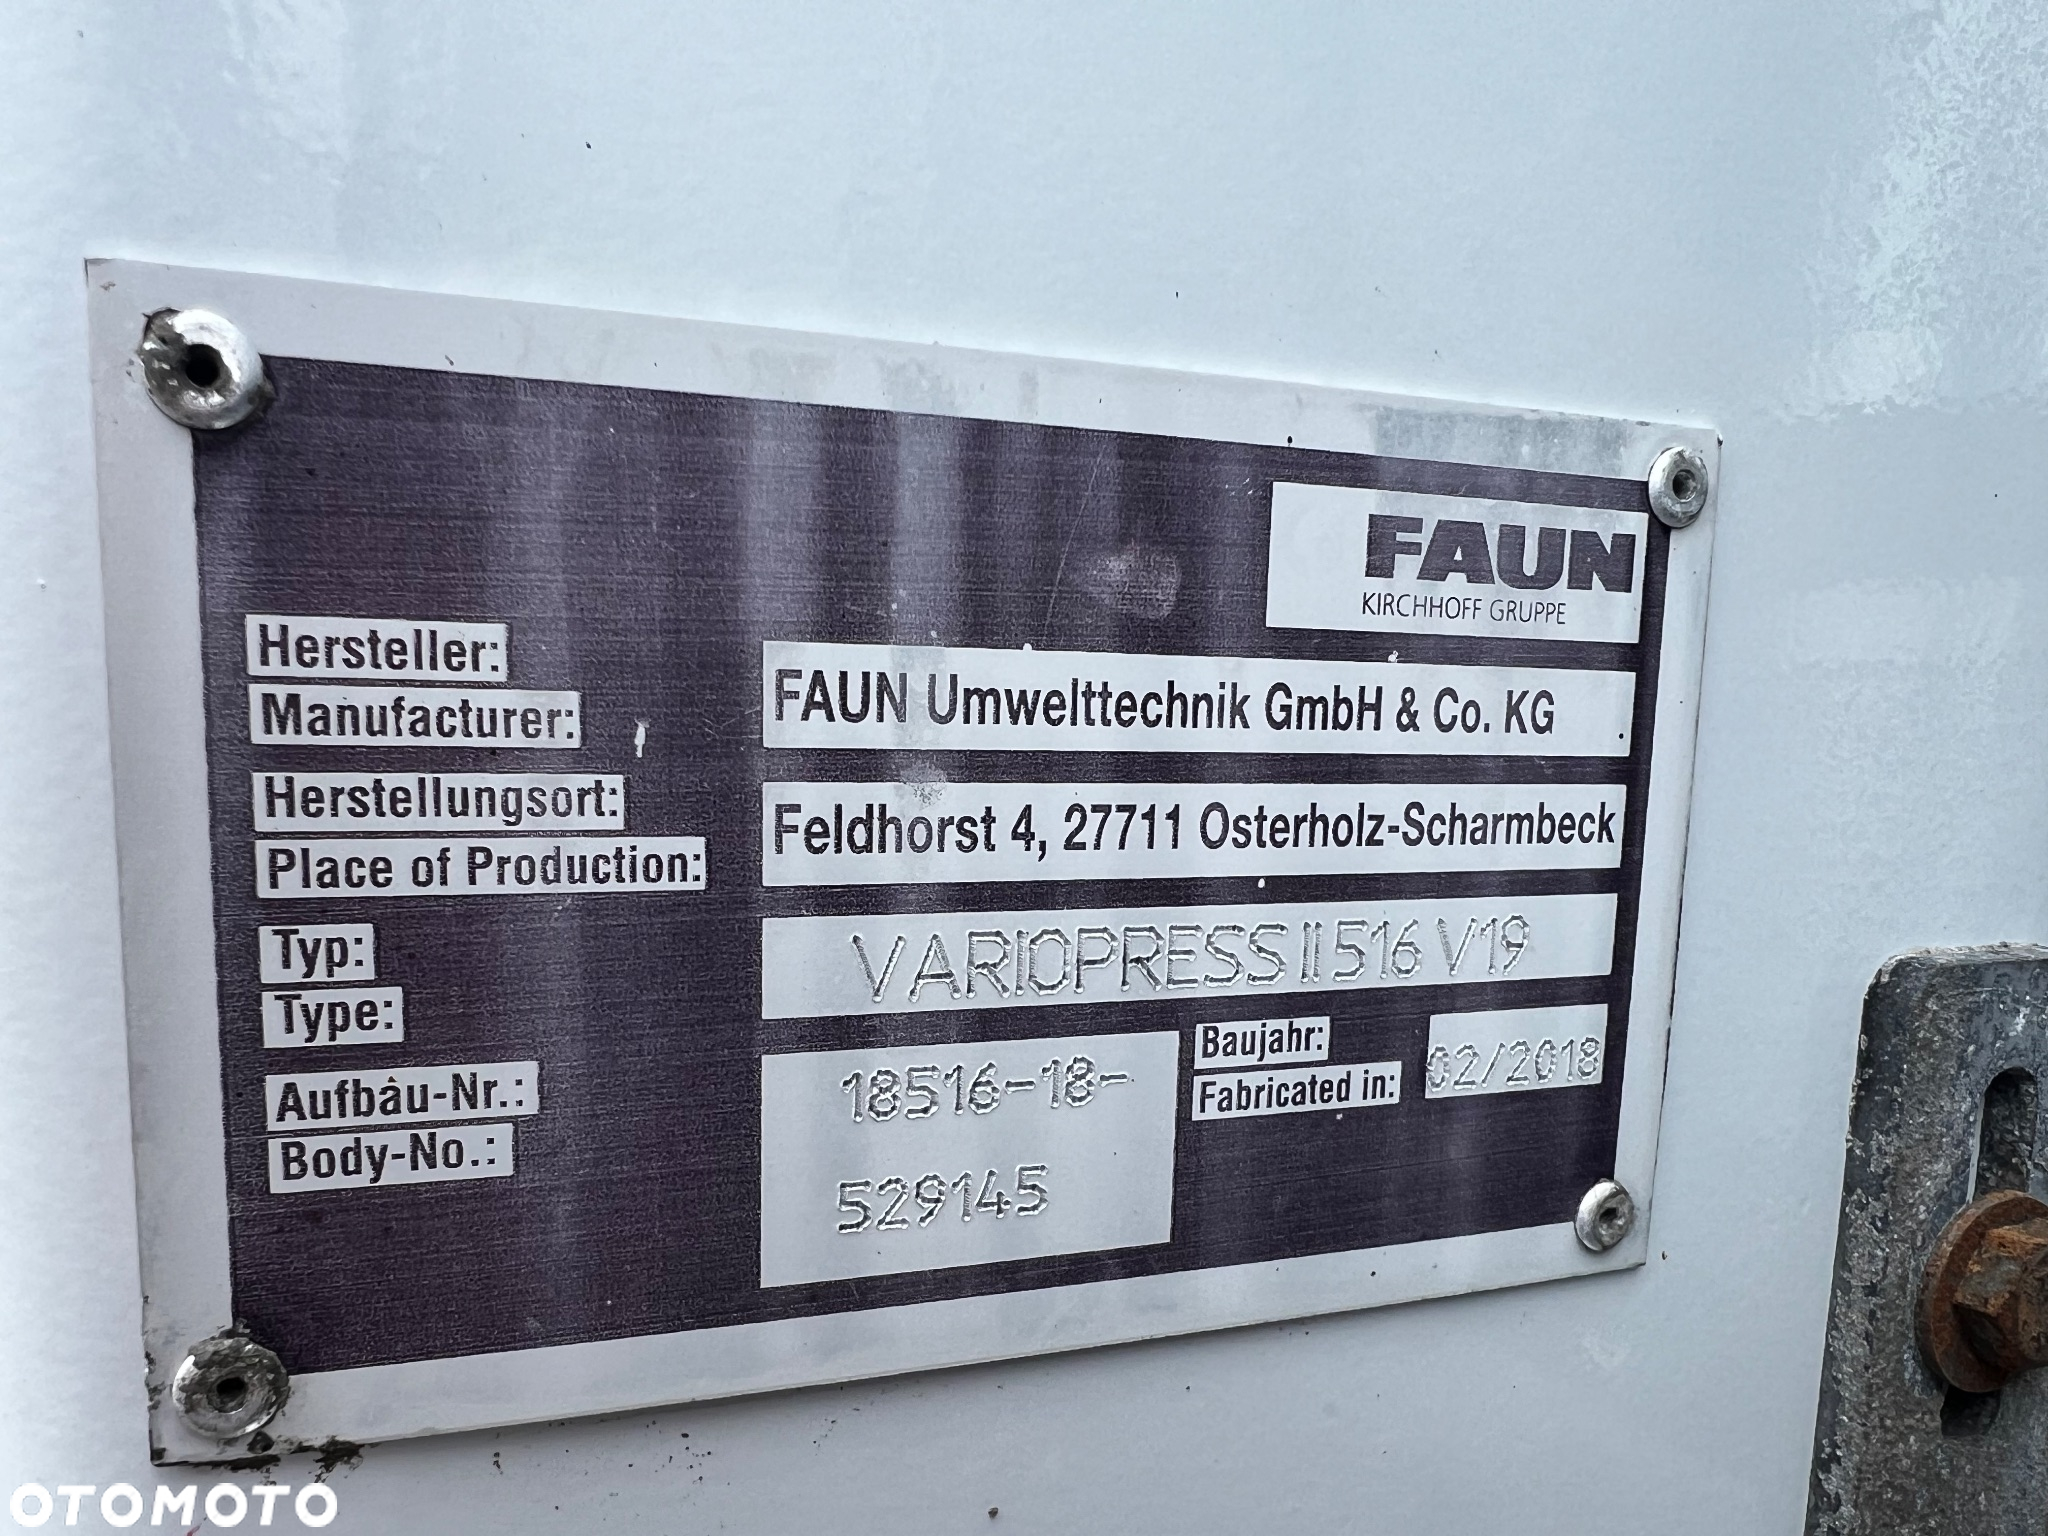 FAUN
KIRCHHOFF GRUPPE
Hersteller:
Manufacturer:
FAUN Umwelttechnik GmbH & Co. KG
Herstellungsort:
Place of Production:
Feldhorst 4, 27711 Osterholz-Scharmbeck
Typ:
Type:
VARIOPRESS II 516 V19
Aufbau-Nr.:
Body-No.:
18516-18-
529145
Baujahr:
Fabricated in:
02/2018
OTOMOTO